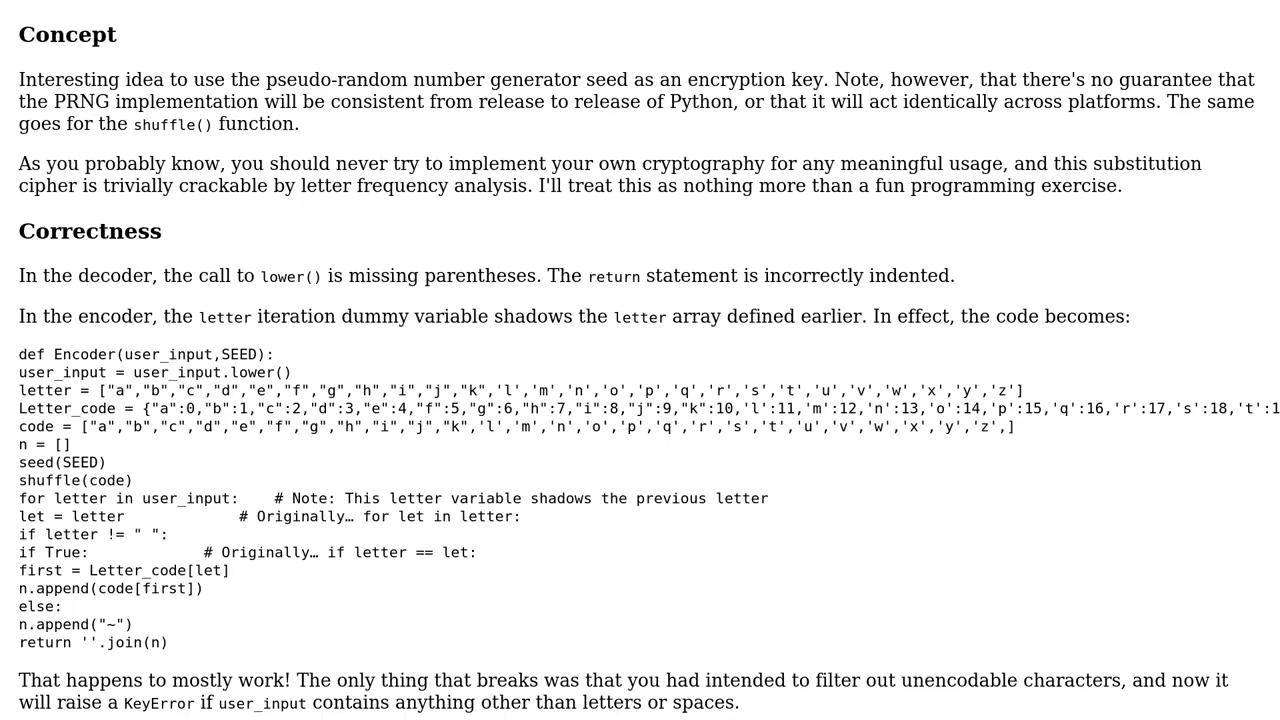 Concept
Interesting idea to use the pseudo-random number generator seed as an encryption key. Note, however, that there's no guarantee that
the PRNG implementation will be consistent from release to release of Python, or that it will act identically across platforms. The same
goes for the shuffle() function.
As you probably know, you should never try to implement your own cryptography for any meaningful usage, and this substitution
cipher is trivially crackable by letter frequency analysis. I'll treat this as nothing more than a fun programming exercise.
Correctness
In the decoder, the call to lower() is missing parentheses. The return statement is incorrectly indented.
In the encoder, the letter iteration dummy variable shadows the letter array defined earlier. In effect, the code becomes:
def Encoder(user_input,SEED):
user_input = user_input.lower()
letter = ["a","b","c","d","e","f","g","h","i","j","k",'l','m','n','o','p','q','r','s','t','u','v','w','x','y','z']
Letter_code = {"a":0,"b":1,"c":2,"d":3,"e":4,"f":5,"g":6,"h":7,"i":8,"j":9,"k":10,'l':11,'m':12,'n':13,'o':14,'p':15,'q':16,'r':17,'s':18,'t':1
code = ["a","b","c","d","e","f","g","h","i","j","k",'l','m','n','o','p','q','r','s','t','u','v','w','x','y','z',]
n = []
seed(SEED)
shuffle(code)
for letter in user_input:    # Note: This letter variable shadows the previous letter
let = letter             # Originally… for let in letter:
if letter != " ":
if True:             # Originally… if letter == let:
first = Letter_code[let]
n.append(code[first])
else:
n.append("~")
return ''.join(n)
That happens to mostly work! The only thing that breaks was that you had intended to filter out unencodable characters, and now it
will raise a KeyError if user_input contains anything other than letters or spaces.